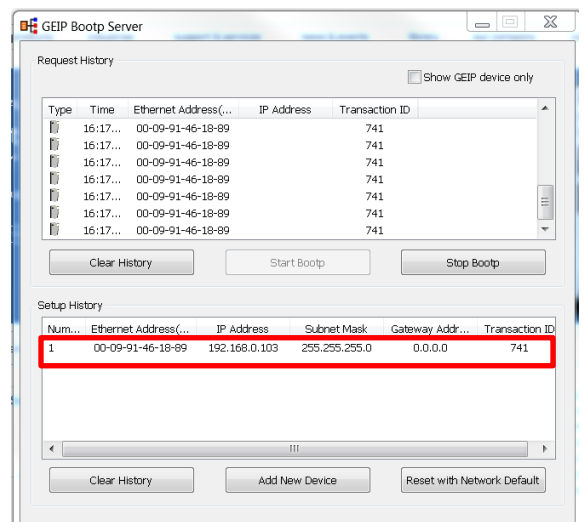 GEIP Bootp Server
Request History
Show GEIP device only
Type Time Ethernet Address(... IP Address Transaction ID
16:17... 00-09-91-46-18-89 741
16:17... 00-09-91-46-18-89 741
16:17... 00-09-91-46-18-89 741
16:17... 00-09-91-46-18-89 741
16:17... 00-09-91-46-18-89 741
16:17... 00-09-91-46-18-89 741
16:17... 00-09-91-46-18-89 741
Clear History Start Bootp Stop Bootp
Setup History
Num... Ethernet Address(... IP Address Subnet Mask Gateway Addr... Transaction ID
1 00-09-91-46-18-89 192.168.0.103 255.255.255.0 0.0.0.0 741
Clear History Add New Device Reset with Network Default